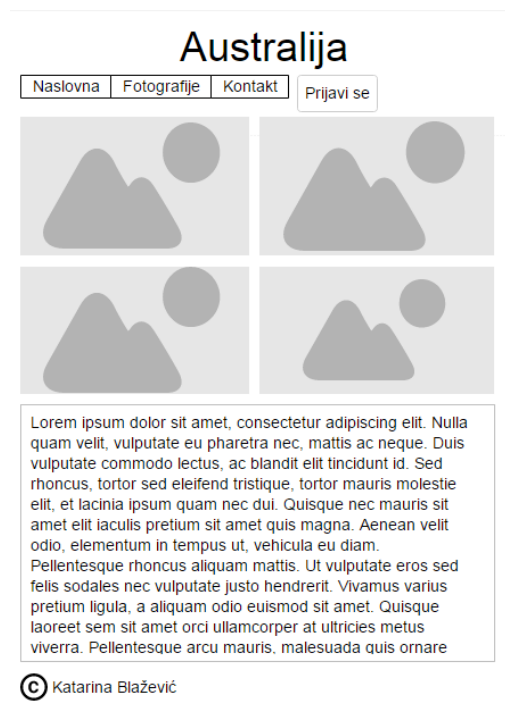 Australija
Naslovna Fotografije Kontakt Prijavi se
Lorem ipsum dolor sit amet, consectetur adipiscing elit. Nulla
quam velit, vulputate eu pharetra nec, mattis ac neque. Duis
vulputate commodo lectus, ac blandit elit tincidunt id. Sed
rhoncus, tortor sed eleifend tristique, tortor mauris molestie
elit, et lacinia ipsum quam nec dui. Quisque nec mauris sit
amet elit iaculis pretium sit amet quis magna. Aenean velit
odio, elementum in tempus ut, vehicula eu diam.
Pellentesque rhoncus aliquam mattis. Ut vulputate eros sed
felis sodales nec vulputate justo hendrerit. Vivamus varius
pretium ligula, a aliquam odio euismod sit amet. Quisque
laoreet sem sit amet orci ullamcorper at ultricies metus
viverra. Pellentesque arcu mauris, malesuada quis ornare
© Katarina Blažević